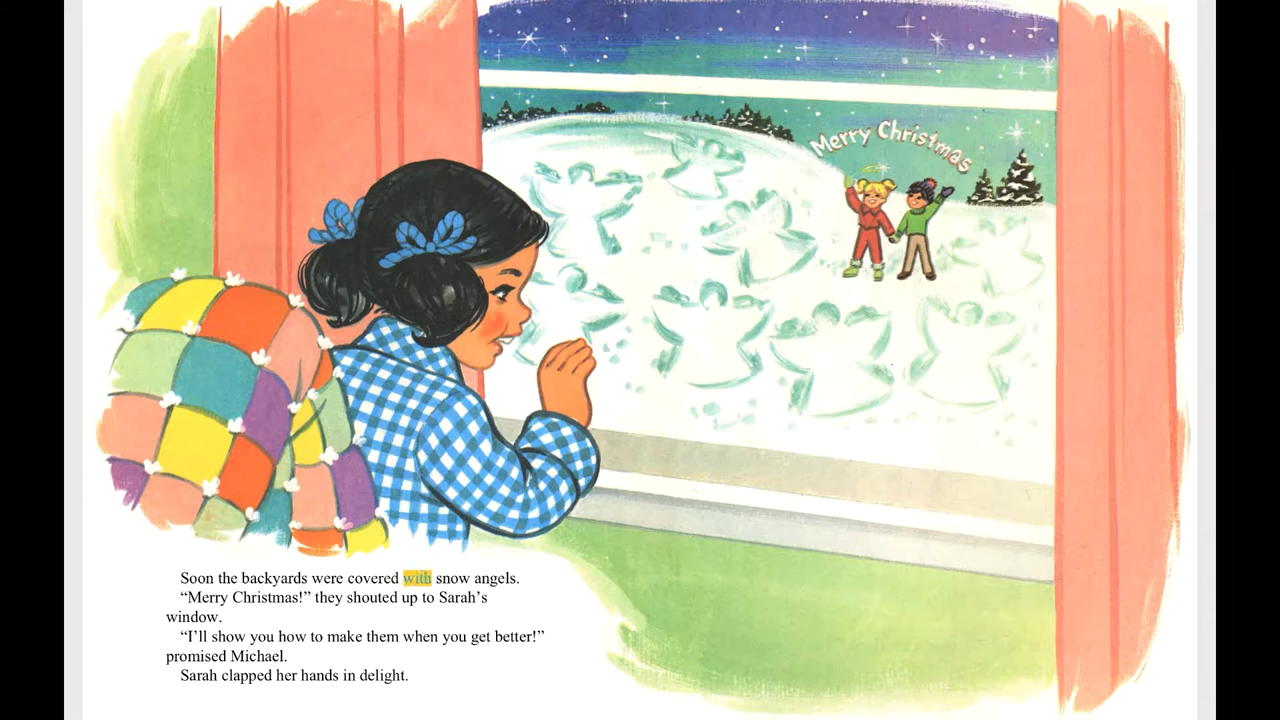 Merry Christmas
Soon the backyards were covered with snow angels.
“Merry Christmas!” they shouted up to Sarah’s
window.
“I’ll show you how to make them when you get better!”
promised Michael.
Sarah clapped her hands in delight.